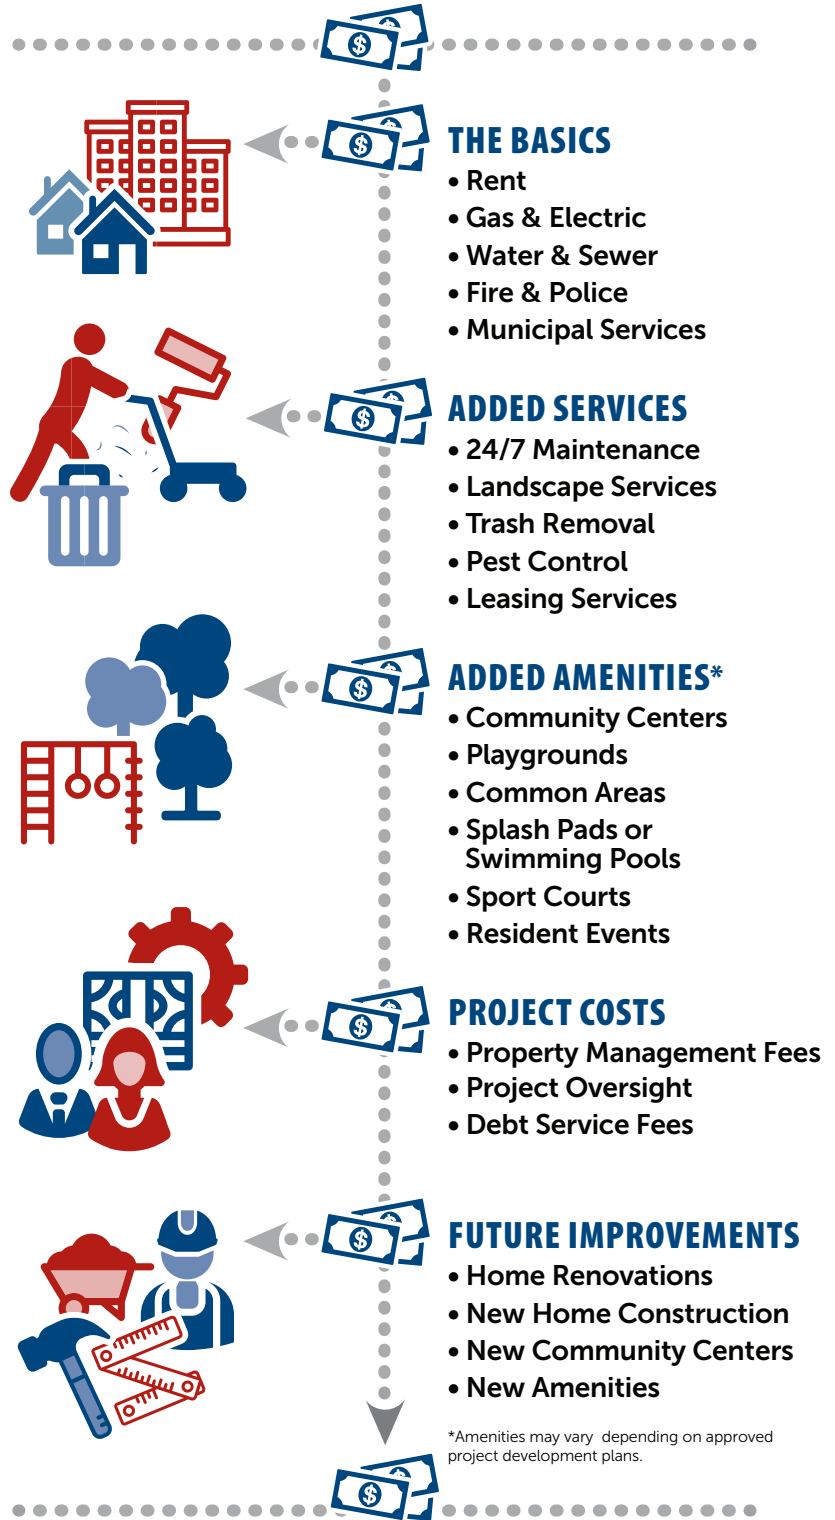 THE BASICS
• Rent
• Gas & Electric
• Water & Sewer
• Fire & Police
• Municipal Services
ADDED SERVICES
• 24/7 Maintenance
• Landscape Services
• Trash Removal
• Pest Control
• Leasing Services
ADDED AMENITIES*
• Community Centers
• Playgrounds
• Common Areas
• Splash Pads or
Swimming Pools
• Sport Courts
• Resident Events
PROJECT COSTS
• Property Management Fees
• Project Oversight
• Debt Service Fees
FUTURE IMPROVEMENTS
• Home Renovations
• New Home Construction
• New Community Centers
• New Amenities
*Amenities may vary depending on approved
project development plans.